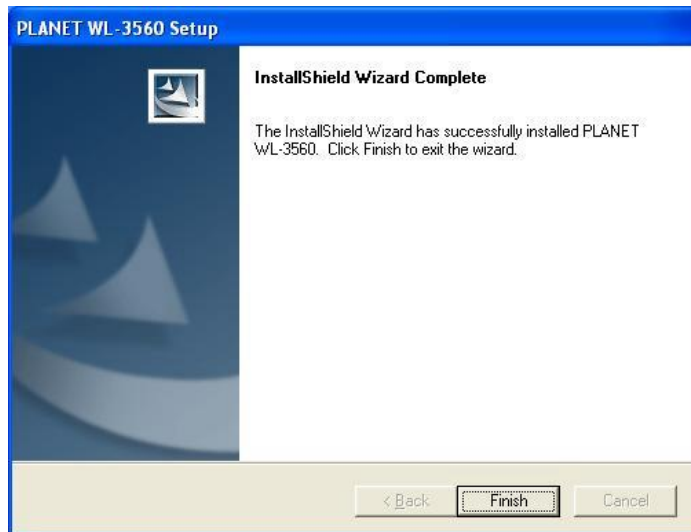 PLANET WL-3560 Setup
InstallShield Wizard Complete
The InstallShield Wizard has successfully installed PLANET
WL-3560. Click Finish to exit the wizard.
< Back
Finish
Cancel